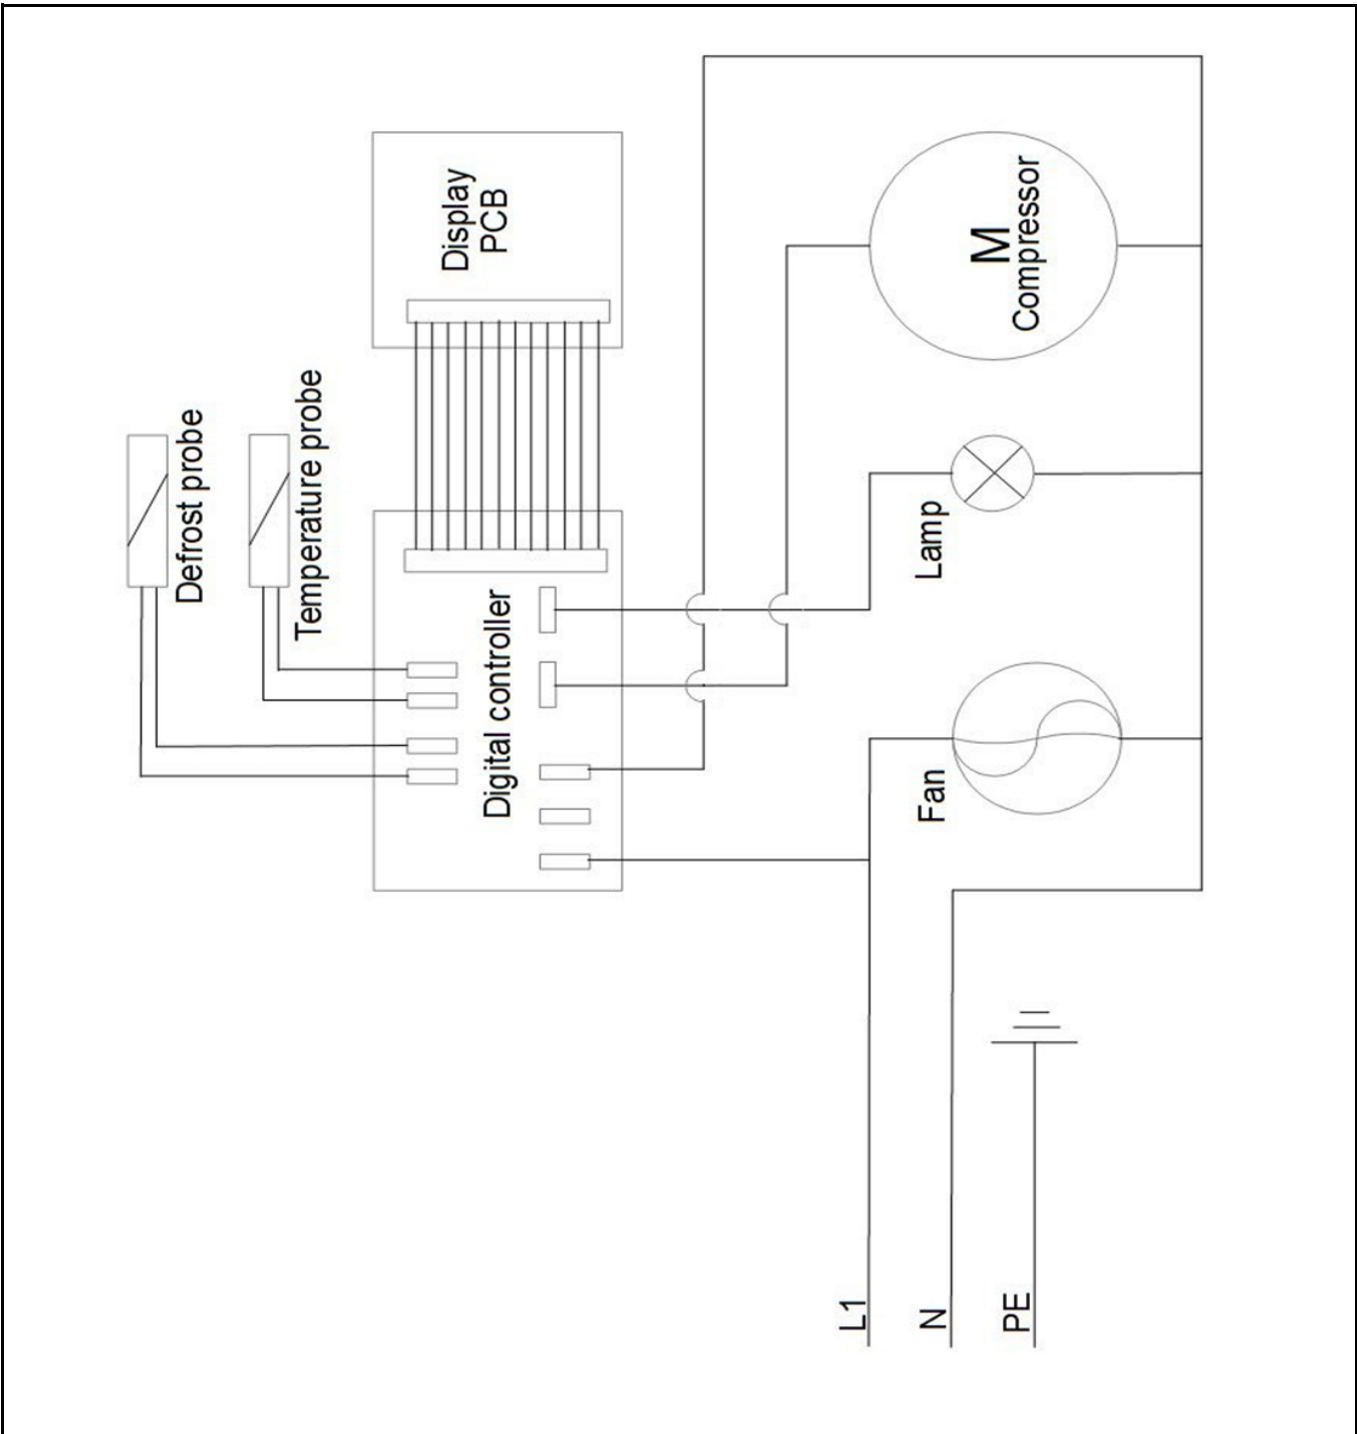 Display
PCB
M
Compressor
Defrost probe
Temperature probe
Lamp
Digital controller
Fan
L1
N
PE